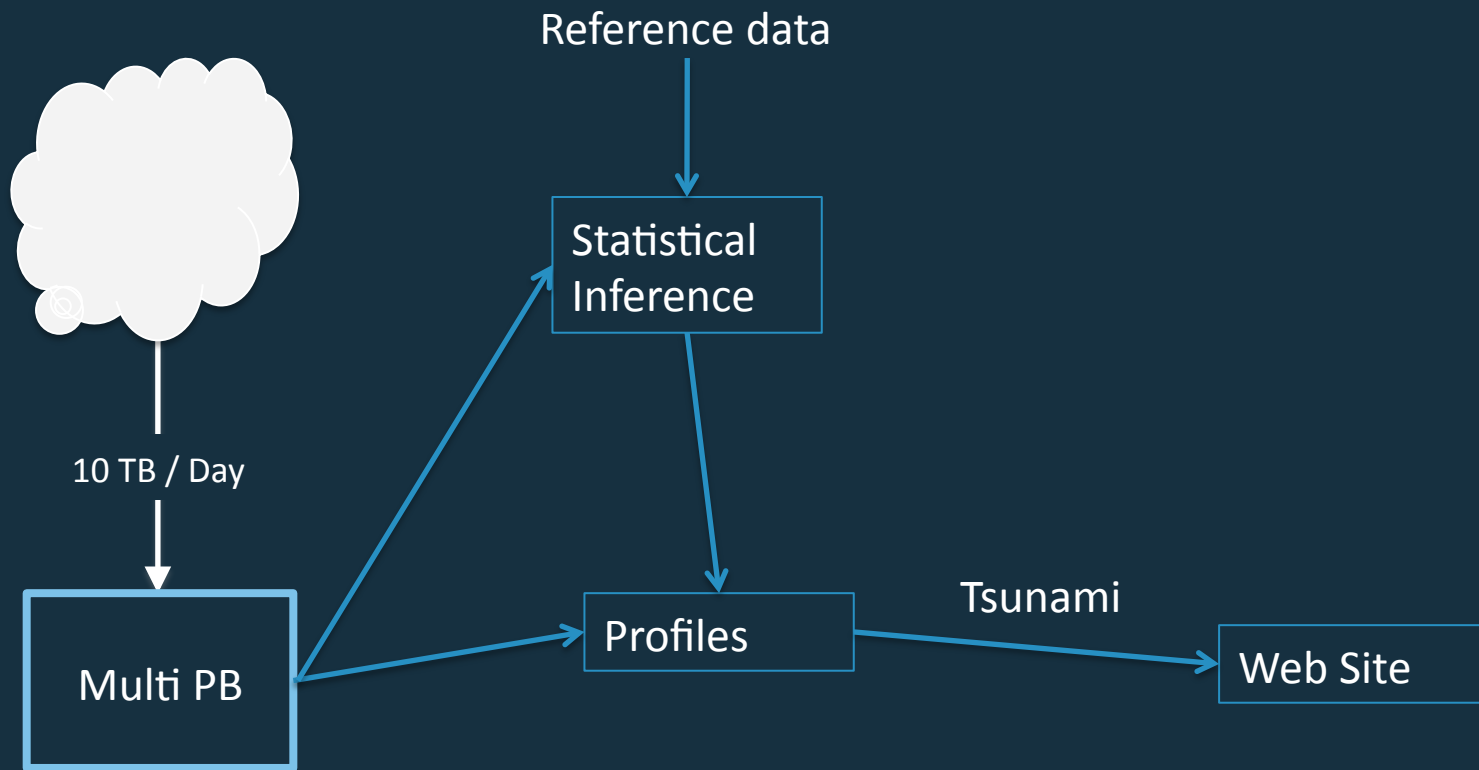 Reference data
Statistical
Inference
10 TB / Day
Tsunami
Profiles
Web Site
Multi PB